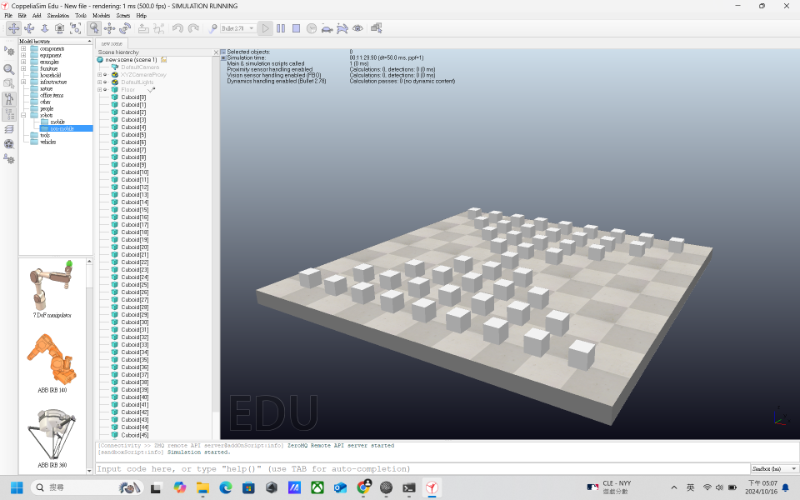 CoppeliaSim Edu - New file - rendering: 1 ms (500.0 fps) - SIMULATION RUNNING
File Edit Simulation Tools Modules Scenes Help
Bullet 2.78
Model browser
components
equipment
examples
furniture
household
infrastructure
nature
office items
other
people
robots
mobile
non-mobile
tools
vehicles
7 DoF manipulator
ABB IRB 140
ABB IRB 360
new scene
Scene hierarchy
new scene (scene 1)
DefaultCamera
XYZCameraProxy
DefaultLights
Floor
Cuboid[0]
Cuboid[1]
Cuboid[2]
Cuboid[3]
Cuboid[4]
Cuboid[5]
Cuboid[6]
Cuboid[7]
Cuboid[8]
Cuboid[9]
Cuboid[10]
Cuboid[11]
Cuboid[12]
Cuboid[13]
Cuboid[14]
Cuboid[15]
Cuboid[16]
Cuboid[17]
Cuboid[18]
Cuboid[19]
Cuboid[20]
Cuboid[21]
Cuboid[22]
Cuboid[23]
Cuboid[24]
Cuboid[25]
Cuboid[26]
Cuboid[27]
Cuboid[28]
Cuboid[29]
Cuboid[30]
Cuboid[31]
Cuboid[32]
Cuboid[33]
Cuboid[34]
Cuboid[35]
Cuboid[36]
Cuboid[37]
Cuboid[38]
Cuboid[39]
Cuboid[40]
Cuboid[41]
Cuboid[42]
Cuboid[43]
Cuboid[44]
Cuboid[45]
Selected objects: 0
Simulation time: 00:11:29.90 (dt=50.0 ms, ppf=1)
Main & simulation scripts called 1 (0 ms)
Proximity sensor handling enabled Calculations: 0, detections: 0 (0 ms)
Vision sensor handling enabled (FBO) Calculations: 0, detections: 0 (0 ms)
Dynamics handling enabled (Bullet 2.78) Calculation passes: 0 (no dynamic content)
EDU
[Connectivity >> ZMQ remote API server@addOnScript:info] ZeroMQ Remote API server started
[sandboxScript:info] Simulation started.
Input code here, or type "help()" (use TAB for auto-completion)
Sandbox (lua)
搜尋
CLE - NYY
英
下午 05:07
2024/10/16